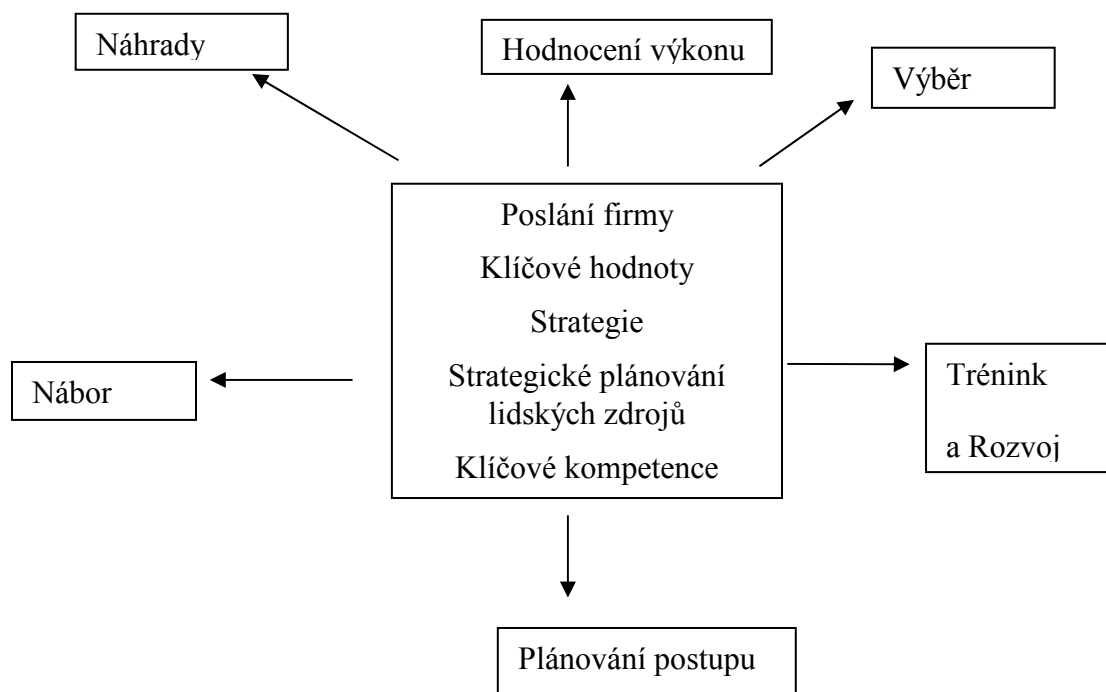 Náhrady
Hodnocení výkonu
Výběr
Poslání firmy
Klíčové hodnoty
Strategie
Strategické plánování
lidských zdrojů
Klíčové kompetence
Nábor
Trénink
a Rozvoj
Plánování postupu